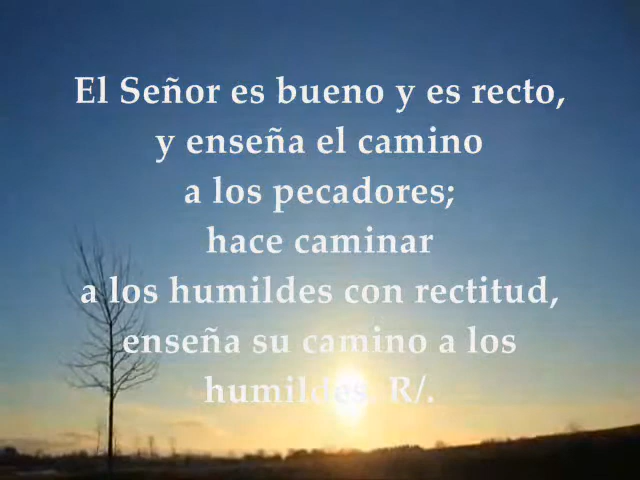 El Señor es bueno y es recto,
y enseña el camino
a los pecadores;
hace caminar
a los humildes con rectitud,
enseña su camino a los
humildes. R/.